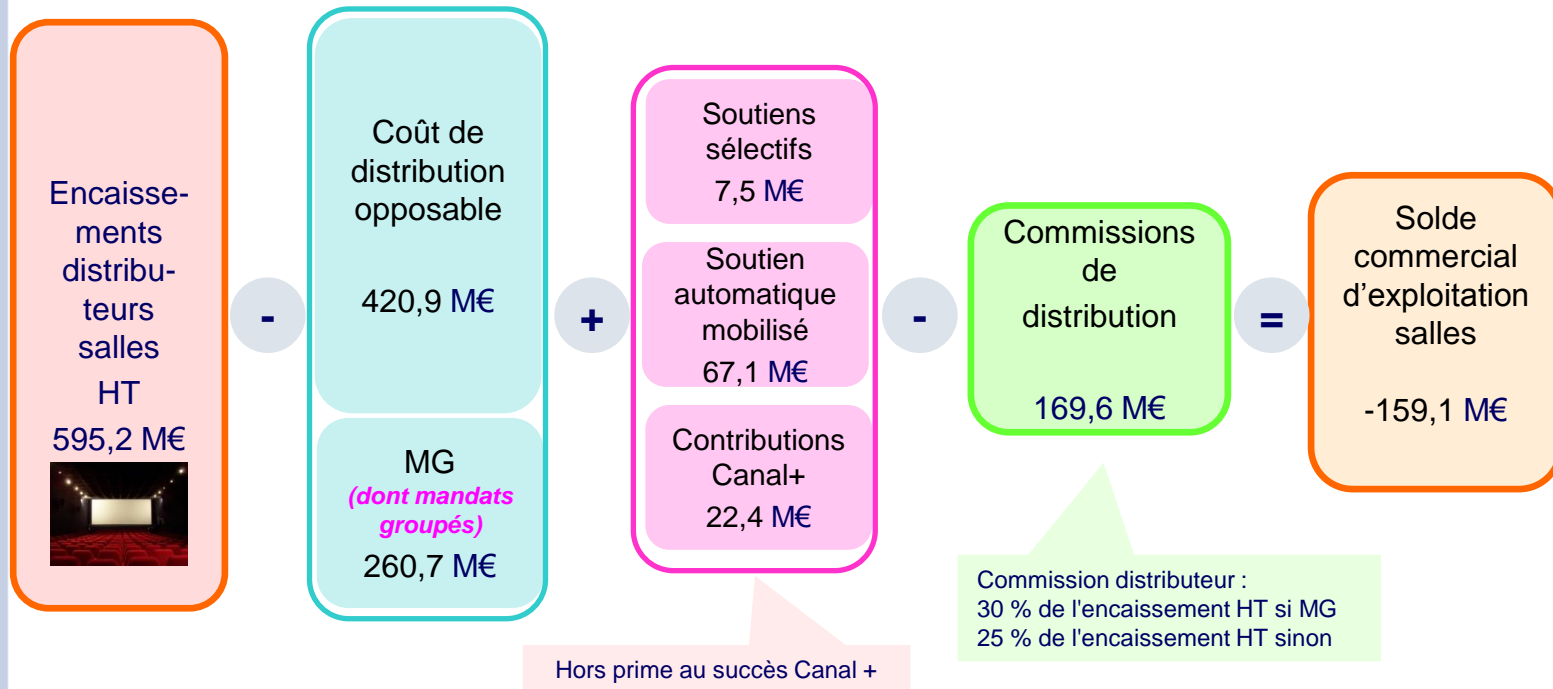 Encaisse-
ments
distribu-
teurs
salles
HT
595,2 M€
-
Coût de
distribution
opposable
420,9 M€
MG
(dont mandats
groupés)
260,7 M€
+
Soutiens
sélectifs
7,5 M€
Soutien
automatique
mobilisé
67,1 M€
Contributions
Canal+
22,4 M€
-
Commissions
de
distribution
169,6 M€
=
Solde
commercial
d’exploitation
salles
-159,1 M€
Hors prime au succès Canal +
Commission distributeur :
30 % de l'encaissement HT si MG
25 % de l'encaissement HT sinon